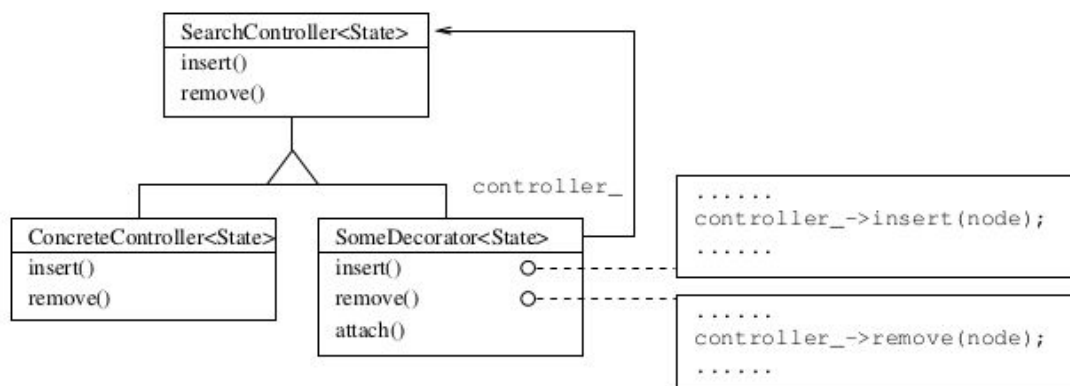 SearchController<State>
insert()
remove()
controller_
ConcreteController<State>
insert()
remove()
SomeDecorator<State>
insert()
remove()
attach()
......
controller_->insert(node);
......
......
controller_->remove(node);
......